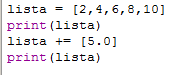 lista = [2,4,6,8,10]
print(lista)
lista += [5.0]
print(lista)